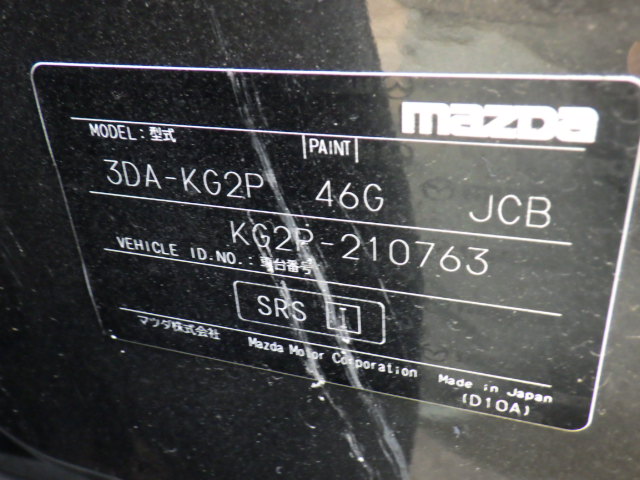 mazDa
MODEL:型式 PAINT
3DA-KG2P 46G JCB
KG2P-210763
VEHICLE ID.NO.:車台番号
SRS I
マツダ株式会社 Mazda Motor Corporation Made in Japan
(D10A)